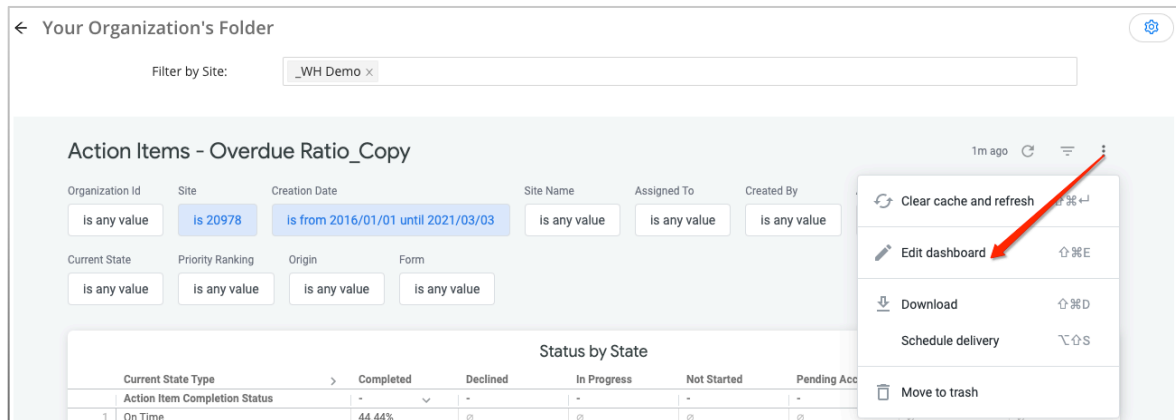 ← Your Organization's Folder
Filter by Site: _WH Demo ×
Action Items - Overdue Ratio_Copy 1m ago
Organization Id Site Creation Date Site Name Assigned To Created By
is any value is 20978 is from 2016/01/01 until 2021/03/03 is any value is any value is any value
Clear cache and refresh ⇧⌘↵
Current State Priority Ranking Origin Form
is any value is any value is any value is any value
Edit dashboard ⇧⌘E
Download ⇧⌘D
Schedule delivery ⌥⇧S
Move to trash
Status by State
Current State Type > Completed Declined In Progress Not Started Pending Acc
Action Item Completion Status - - - - -
1 On Time 44.44% ∅ ∅ ∅ ∅